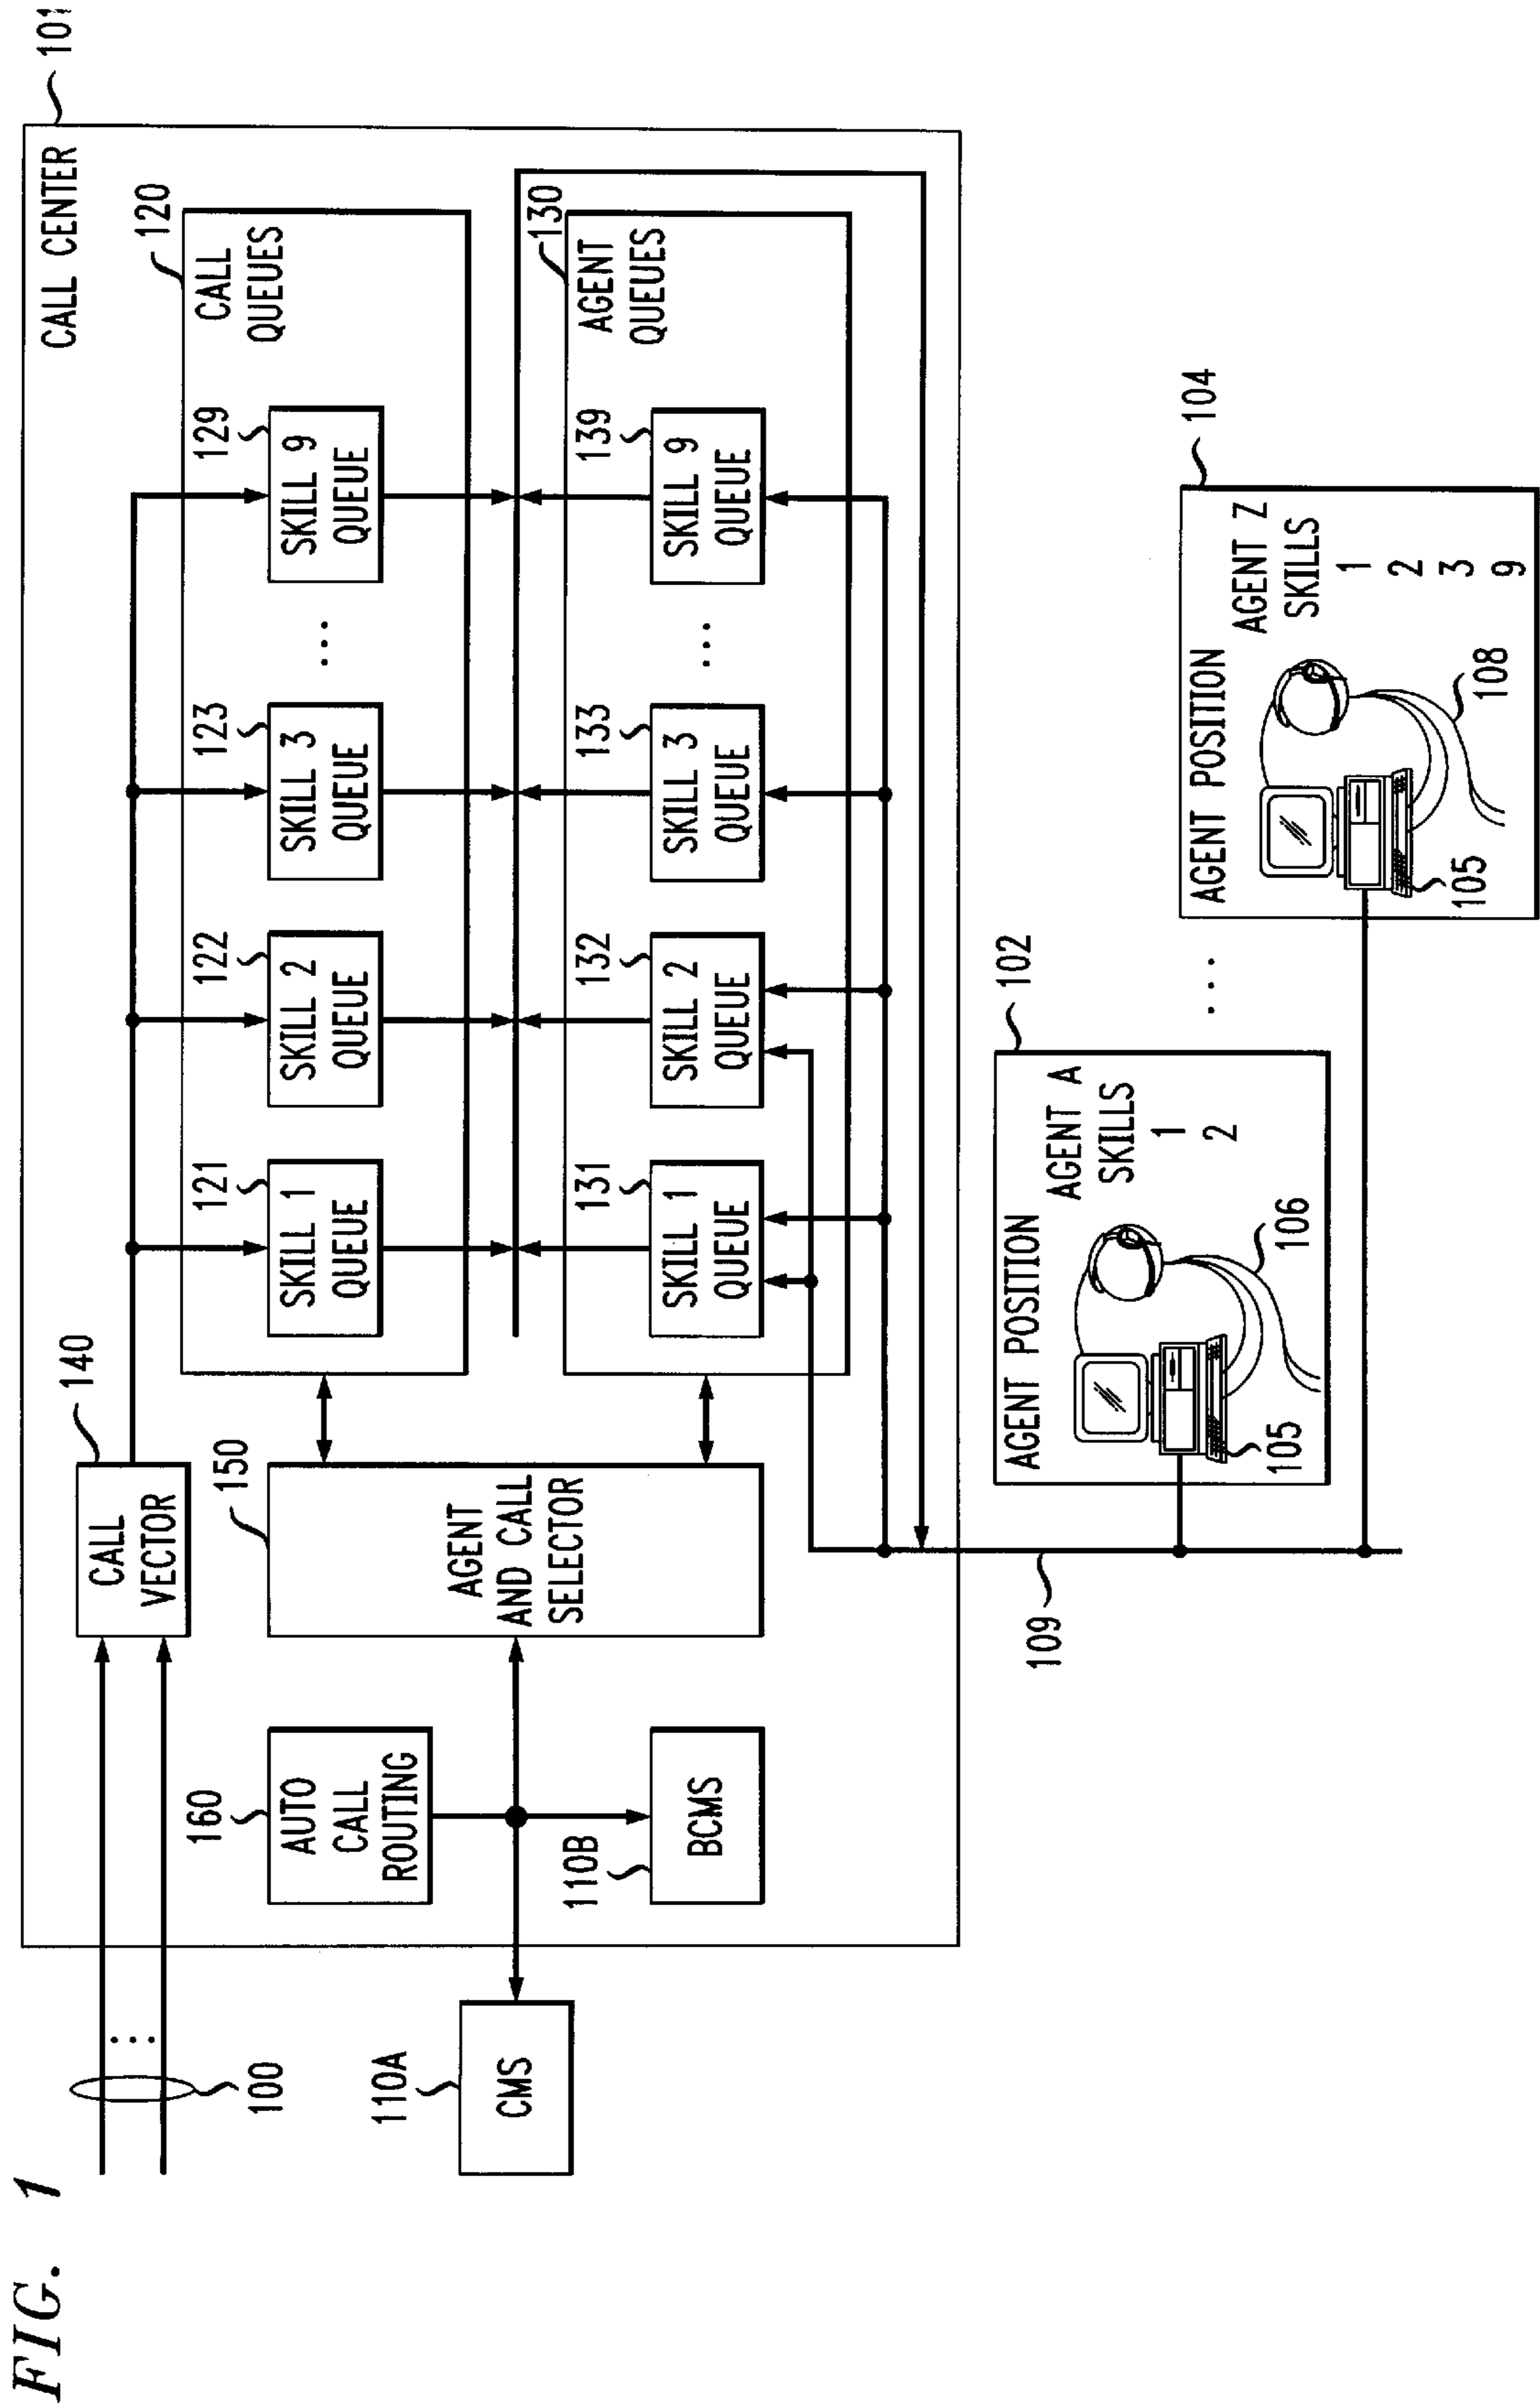 FIG. 1
100
CALL CENTER
101
CALL
VECTOR
140
120
CALL
QUEUES
121
SKILL 1
QUEUE
122
SKILL 2
QUEUE
123
SKILL 3
QUEUE
...
129
SKILL 9
QUEUE
160
AUTO
CALL
ROUTING
150
AGENT
AND CALL
SELECTOR
110A
CMS
110B
BCMS
130
AGENT
QUEUES
131
SKILL 1
QUEUE
132
SKILL 2
QUEUE
133
SKILL 3
QUEUE
...
139
SKILL 9
QUEUE
109
102
AGENT POSITION
AGENT A
SKILLS
1
2
105
106
...
104
AGENT POSITION
AGENT Z
SKILLS
1
2
3
9
105
108